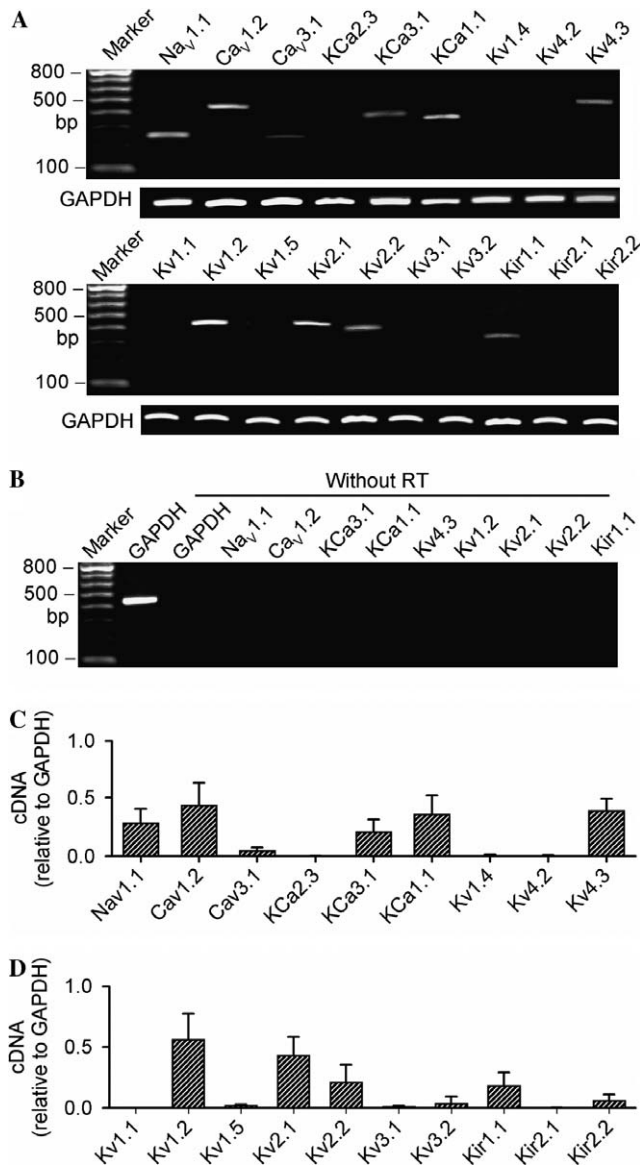 A
Marker
NaV1.1
CaV1.2
CaV3.1
KCa2.3
KCa3.1
KCa1.1
Kv1.4
Kv4.2
Kv4.3
800
500
bp
100
GAPDH
Marker
Kv1.1
Kv1.2
Kv1.5
Kv2.1
Kv2.2
Kv3.1
Kv3.2
Kir1.1
Kir2.1
Kir2.2
800
500
bp
100
GAPDH
B
Without RT
Marker
GAPDH
GAPDH
NaV1.1
CaV1.2
KCa3.1
KCa1.1
Kv4.3
Kv1.2
Kv2.1
Kv2.2
Kir1.1
800
500
bp
100
C
cDNA
(relative to GAPDH)
1.0
0.5
0.0
Nav1.1
Cav1.2
Cav3.1
KCa2.3
KCa3.1
KCa1.1
Kv1.4
Kv4.2
Kv4.3
D
cDNA
(relative to GAPDH)
1.0
0.5
0.0
Kv1.1
Kv1.2
Kv1.5
Kv2.1
Kv2.2
Kv3.1
Kv3.2
Kir1.1
Kir2.1
Kir2.2